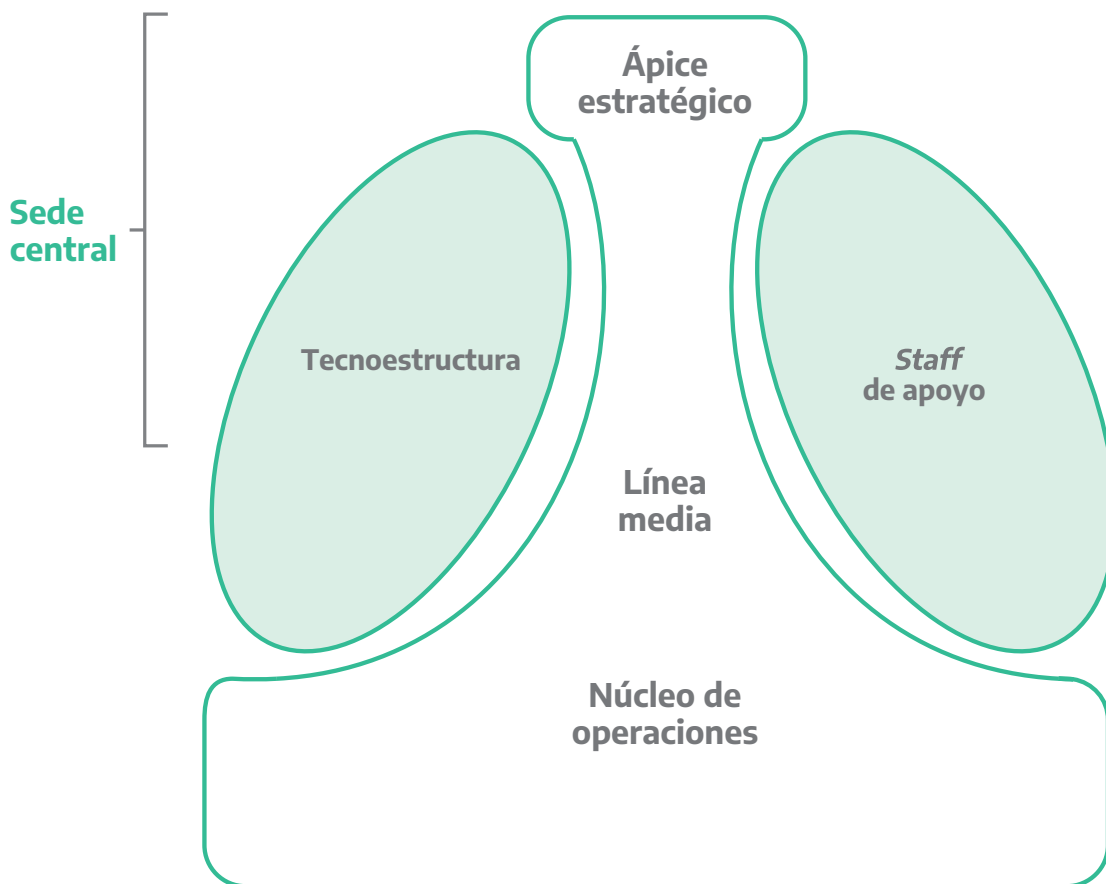 Ápice
estratégico
Sede
central
Tecnoestructura
Staff
de apoyo
Línea
media
Núcleo de
operaciones